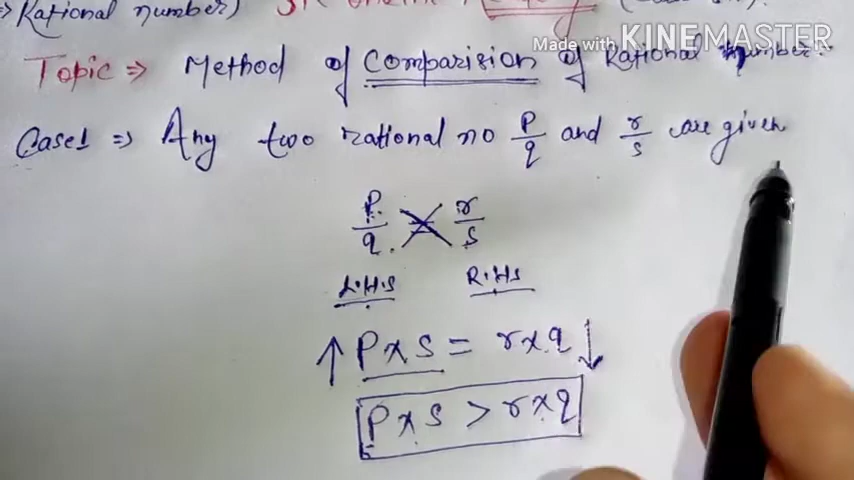 ⇒ Rational number)
Made with KINEMASTER
Topic ⇒ Method of Comparision of Rational number:-
Case1 ⇒ Any two rational no P/q and r/s are given
P/q = r/s
L.H.S R.H.S
↑ P x s = r x q ↓
P x s > r x q